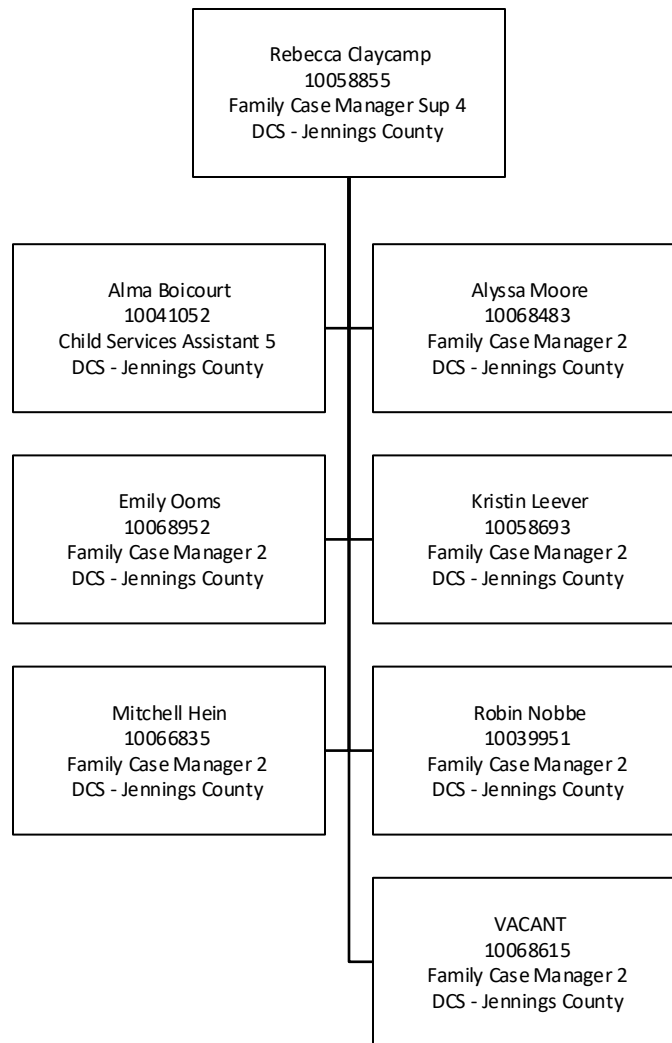 Rebecca Claycamp
10058855
Family Case Manager Sup 4
DCS - Jennings County
Alma Boicourt
10041052
Child Services Assistant 5
DCS - Jennings County
Alyssa Moore
10068483
Family Case Manager 2
DCS - Jennings County
Emily Ooms
10068952
Family Case Manager 2
DCS - Jennings County
Kristin Leever
10058693
Family Case Manager 2
DCS - Jennings County
Mitchell Hein
10066835
Family Case Manager 2
DCS - Jennings County
Robin Nobbe
10039951
Family Case Manager 2
DCS - Jennings County
VACANT
10068615
Family Case Manager 2
DCS - Jennings County